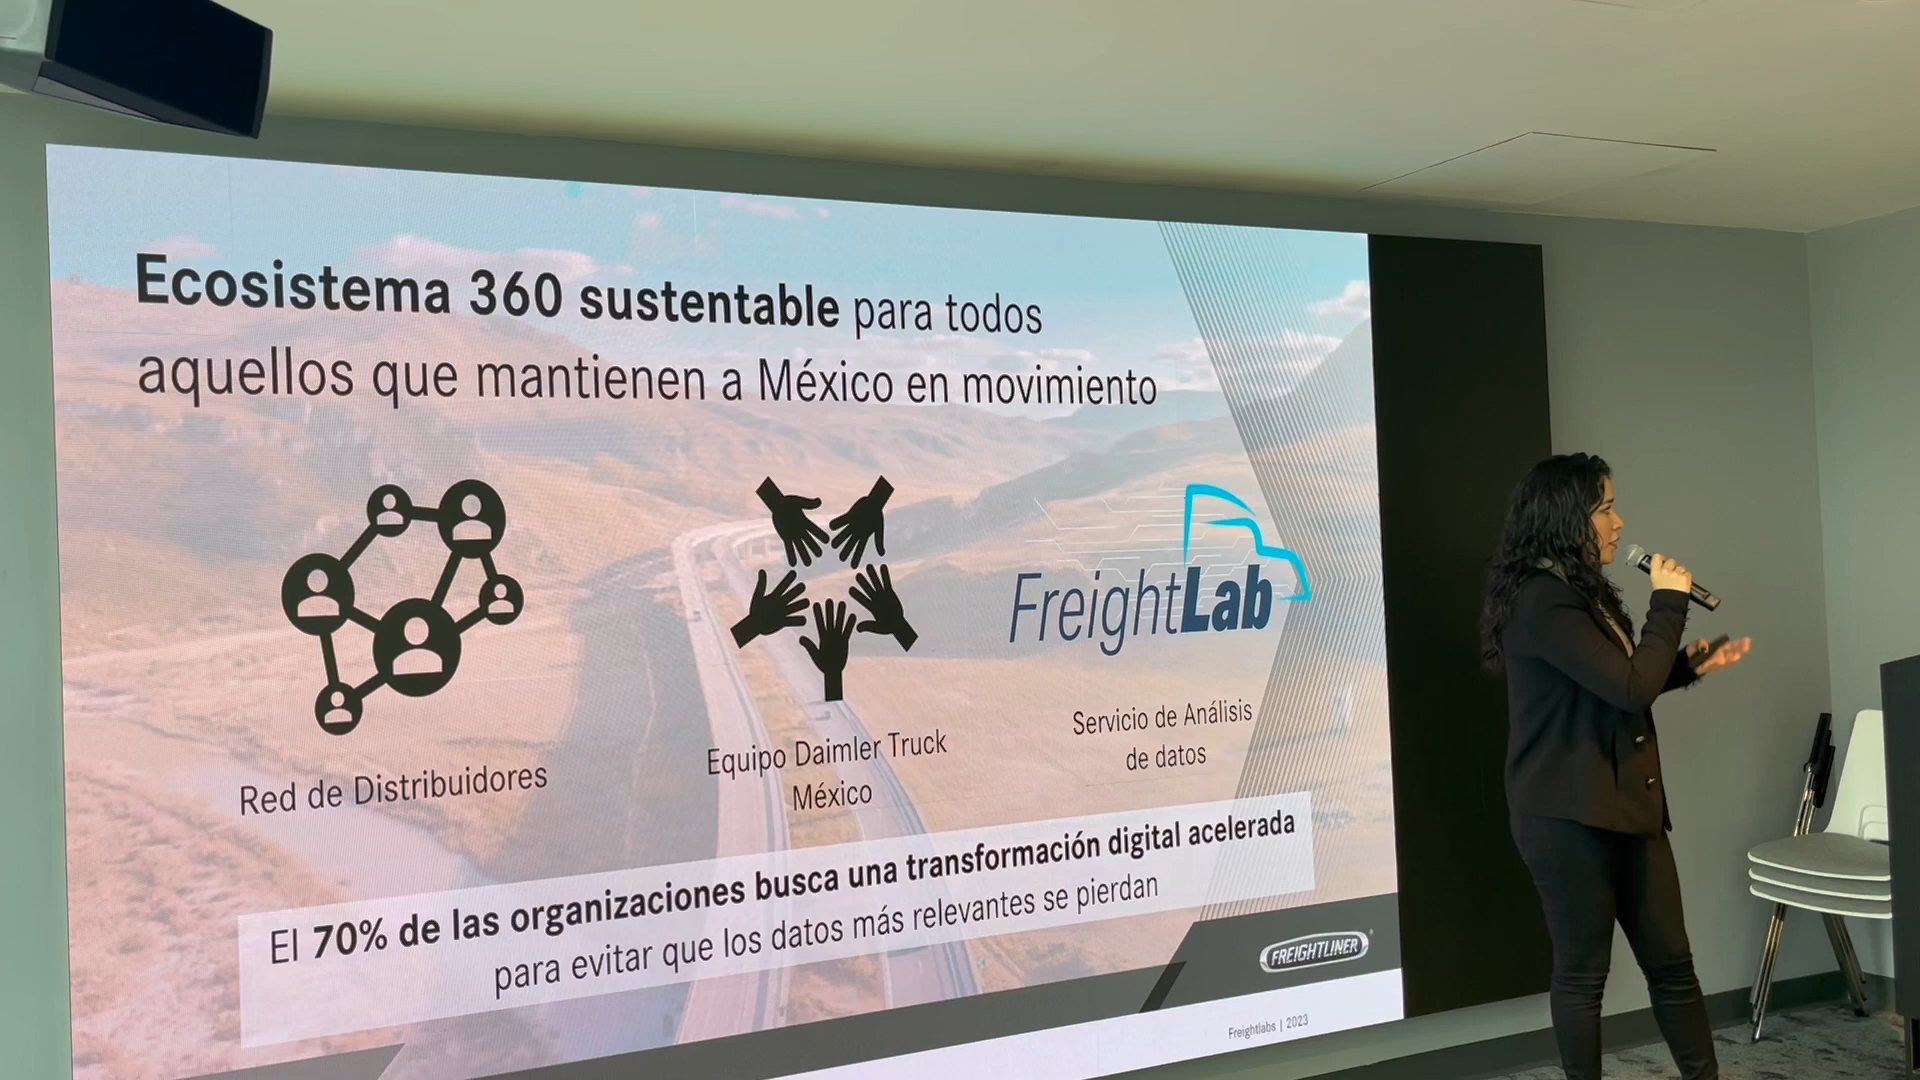 Ecosistema 360 sustentable para todos
aquellos que mantienen a México en movimiento
FreightLab
Red de Distribuidores
Equipo Daimler Truck
México
Servicio de Análisis
de datos
El 70% de las organizaciones busca una transformación digital acelerada
para evitar que los datos más relevantes se pierdan
FREIGHTLINER
Freightlabs | 2023